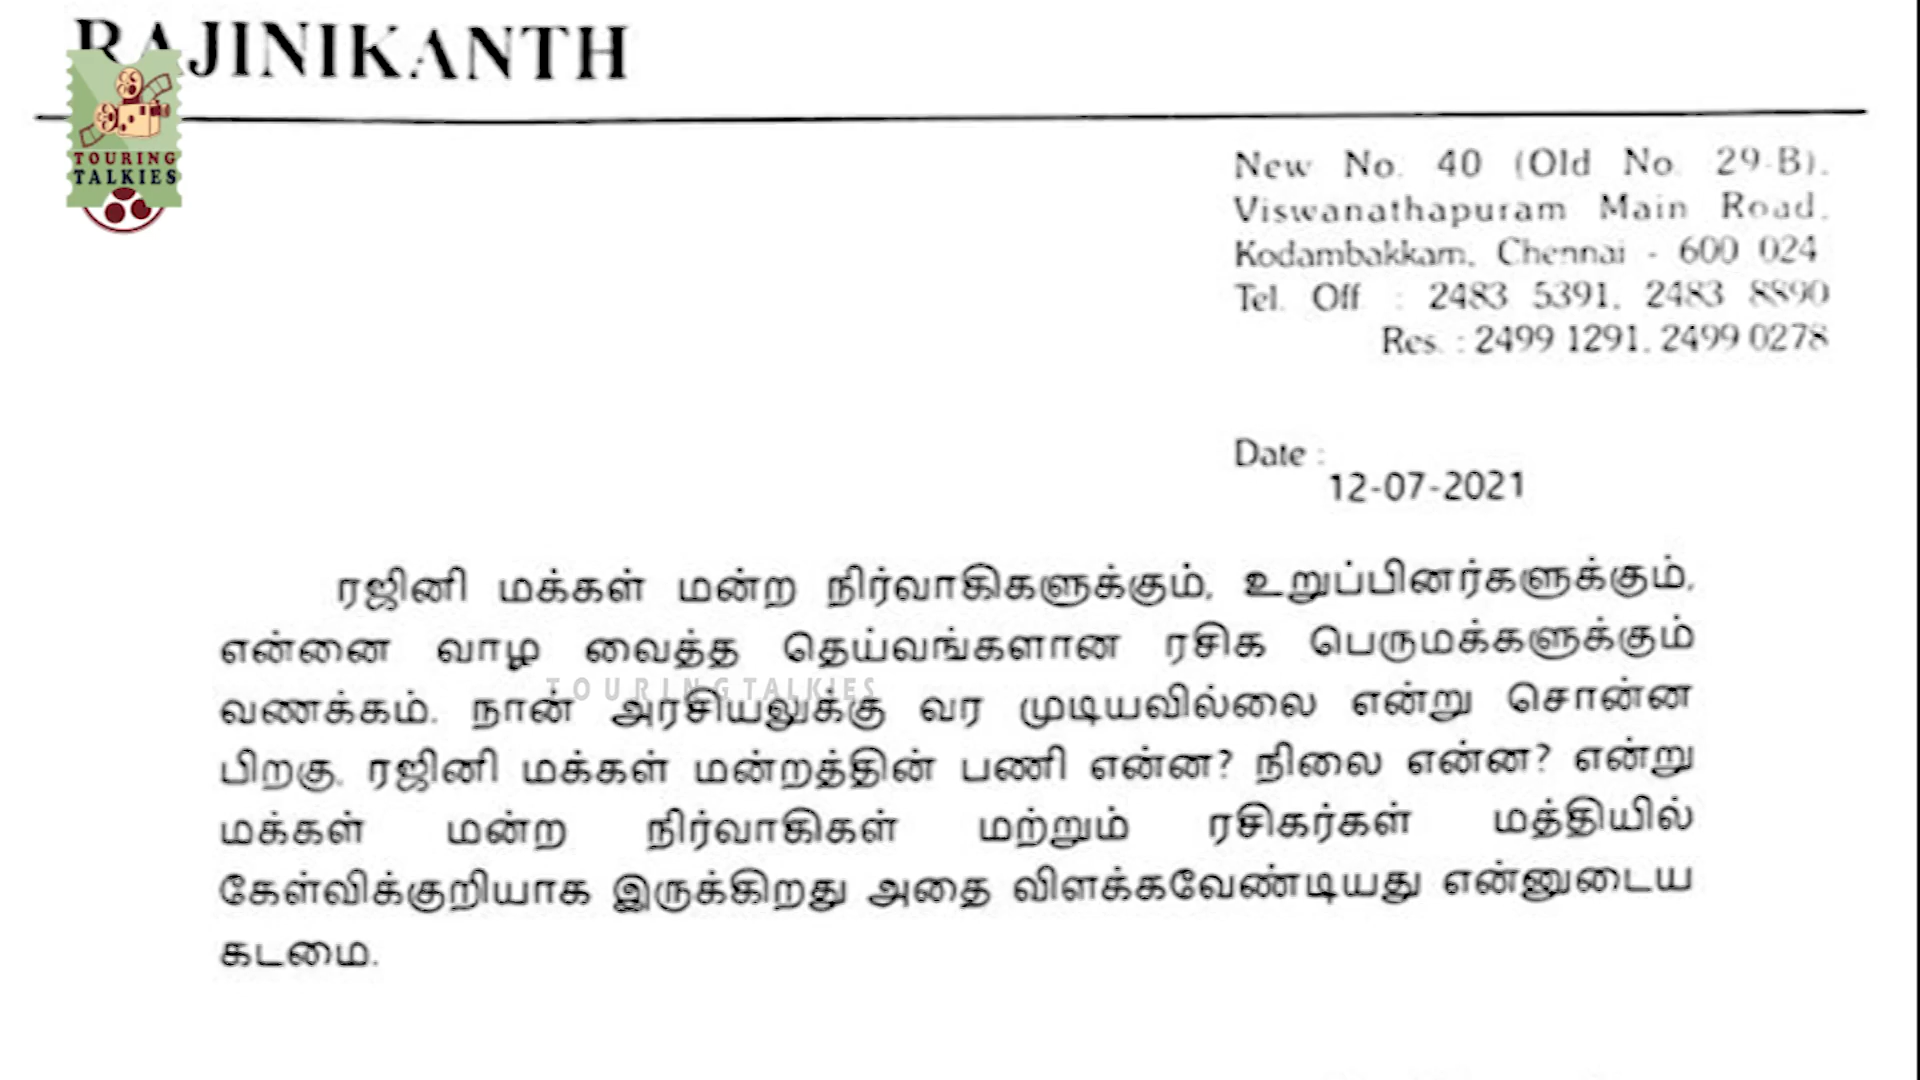 RAJINIKANTH
TOURING
TALKIES
New No. 40 (Old No. 29-B),
Viswanathapuram Main Road,
Kodambakkam, Chennai - 600 024
Tel. Off : 2483 5391, 2483 8890
Res. : 2499 1291, 2499 0278
Date :
12-07-2021
ரஜினி மக்கள் மன்ற நிர்வாகிகளுக்கும், உறுப்பினர்களுக்கும்,
என்னை வாழ வைத்த தெய்வங்களான ரசிக பெருமக்களுக்கும்
TOURING TALKIES
வணக்கம். நான் அரசியலுக்கு வர முடியவில்லை என்று சொன்ன
பிறகு, ரஜினி மக்கள் மன்றத்தின் பணி என்ன? நிலை என்ன? என்று
மக்கள் மன்ற நிர்வாகிகள் மற்றும் ரசிகர்கள் மத்தியில்
கேள்விக்குறியாக இருக்கிறது அதை விளக்கவேண்டியது என்னுடைய
கடமை.